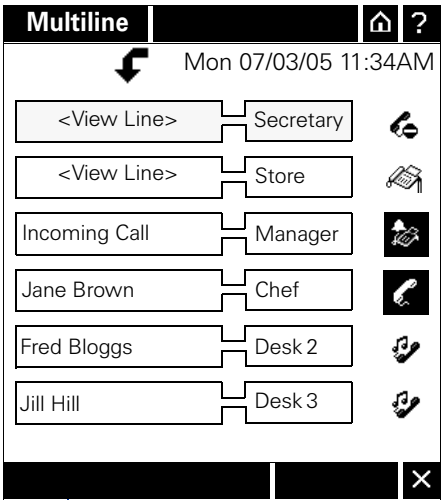 Multiline ?
Mon 07/03/05 11:34AM
<View Line> Secretary
<View Line> Store
Incoming Call Manager
Jane Brown Chef
Fred Bloggs Desk 2
Jill Hill Desk 3